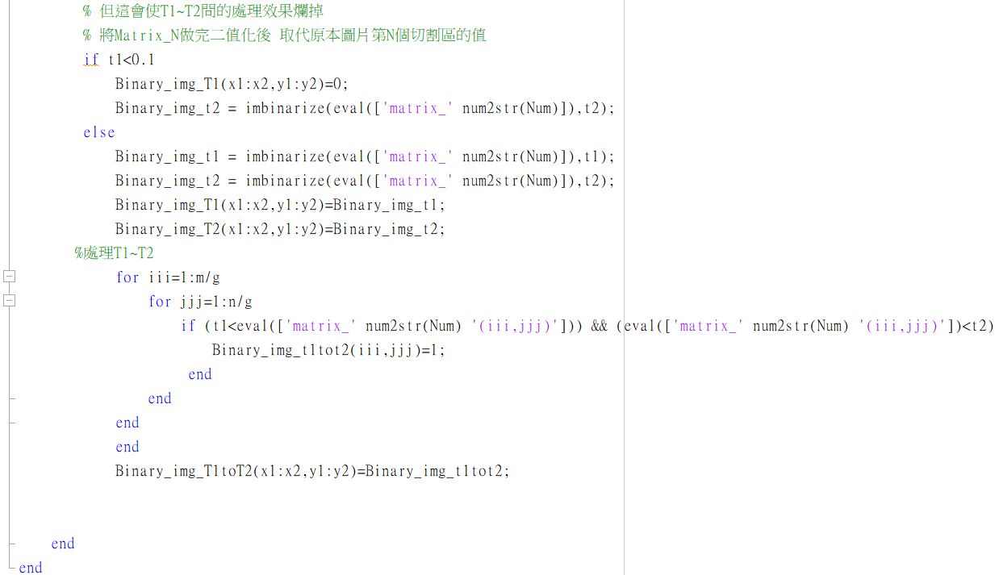 % 但這會使T1~T2間的處理效果爛掉
% 將Matrix_N做完二值化後 取代原本圖片第N個切割區的值
if t1<0.1
Binary_img_T1(x1:x2,y1:y2)=0;
Binary_img_t2 = imbinarize(eval(['matrix_' num2str(Num)]),t2);
else
Binary_img_t1 = imbinarize(eval(['matrix_' num2str(Num)]),t1);
Binary_img_t2 = imbinarize(eval(['matrix_' num2str(Num)]),t2);
Binary_img_T1(x1:x2,y1:y2)=Binary_img_t1;
Binary_img_T2(x1:x2,y1:y2)=Binary_img_t2;
%處理T1~T2
for iii=1:m/g
for jjj=1:n/g
if (t1<eval(['matrix_' num2str(Num) '(iii,jjj)'])) && (eval(['matrix_' num2str(Num) '(iii,jjj)'])<t2)
Binary_img_t1tot2(iii,jjj)=1;
end
end
end
end
Binary_img_T1toT2(x1:x2,y1:y2)=Binary_img_t1tot2;
end
end